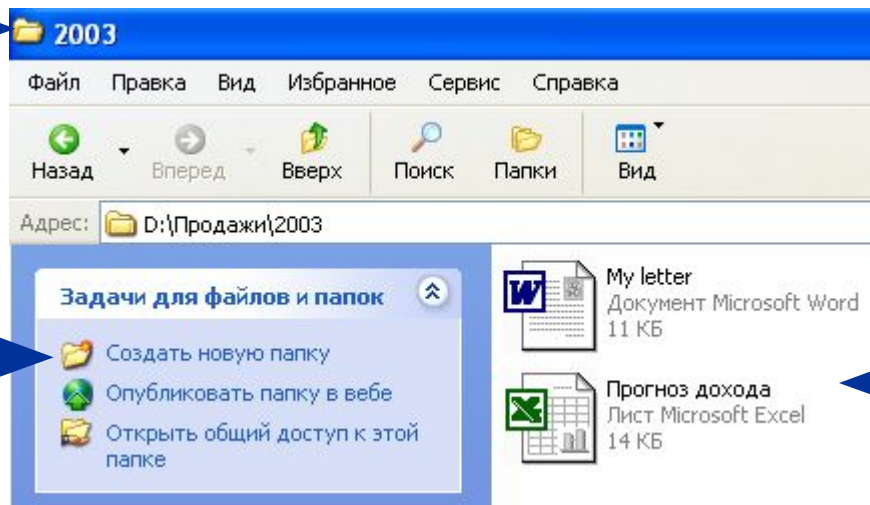 2003
Файл Правка Вид Избранное Сервис Справка
Назад Вперед Вверх Поиск Папки Вид
Адрес: D:\Продажи\2003
Задачи для файлов и папок
Создать новую папку
Опубликовать папку в вебе
Открыть общий доступ к этой
папке
My letter
Документ Microsoft Word
11 КБ
Прогноз дохода
Лист Microsoft Excel
14 КБ